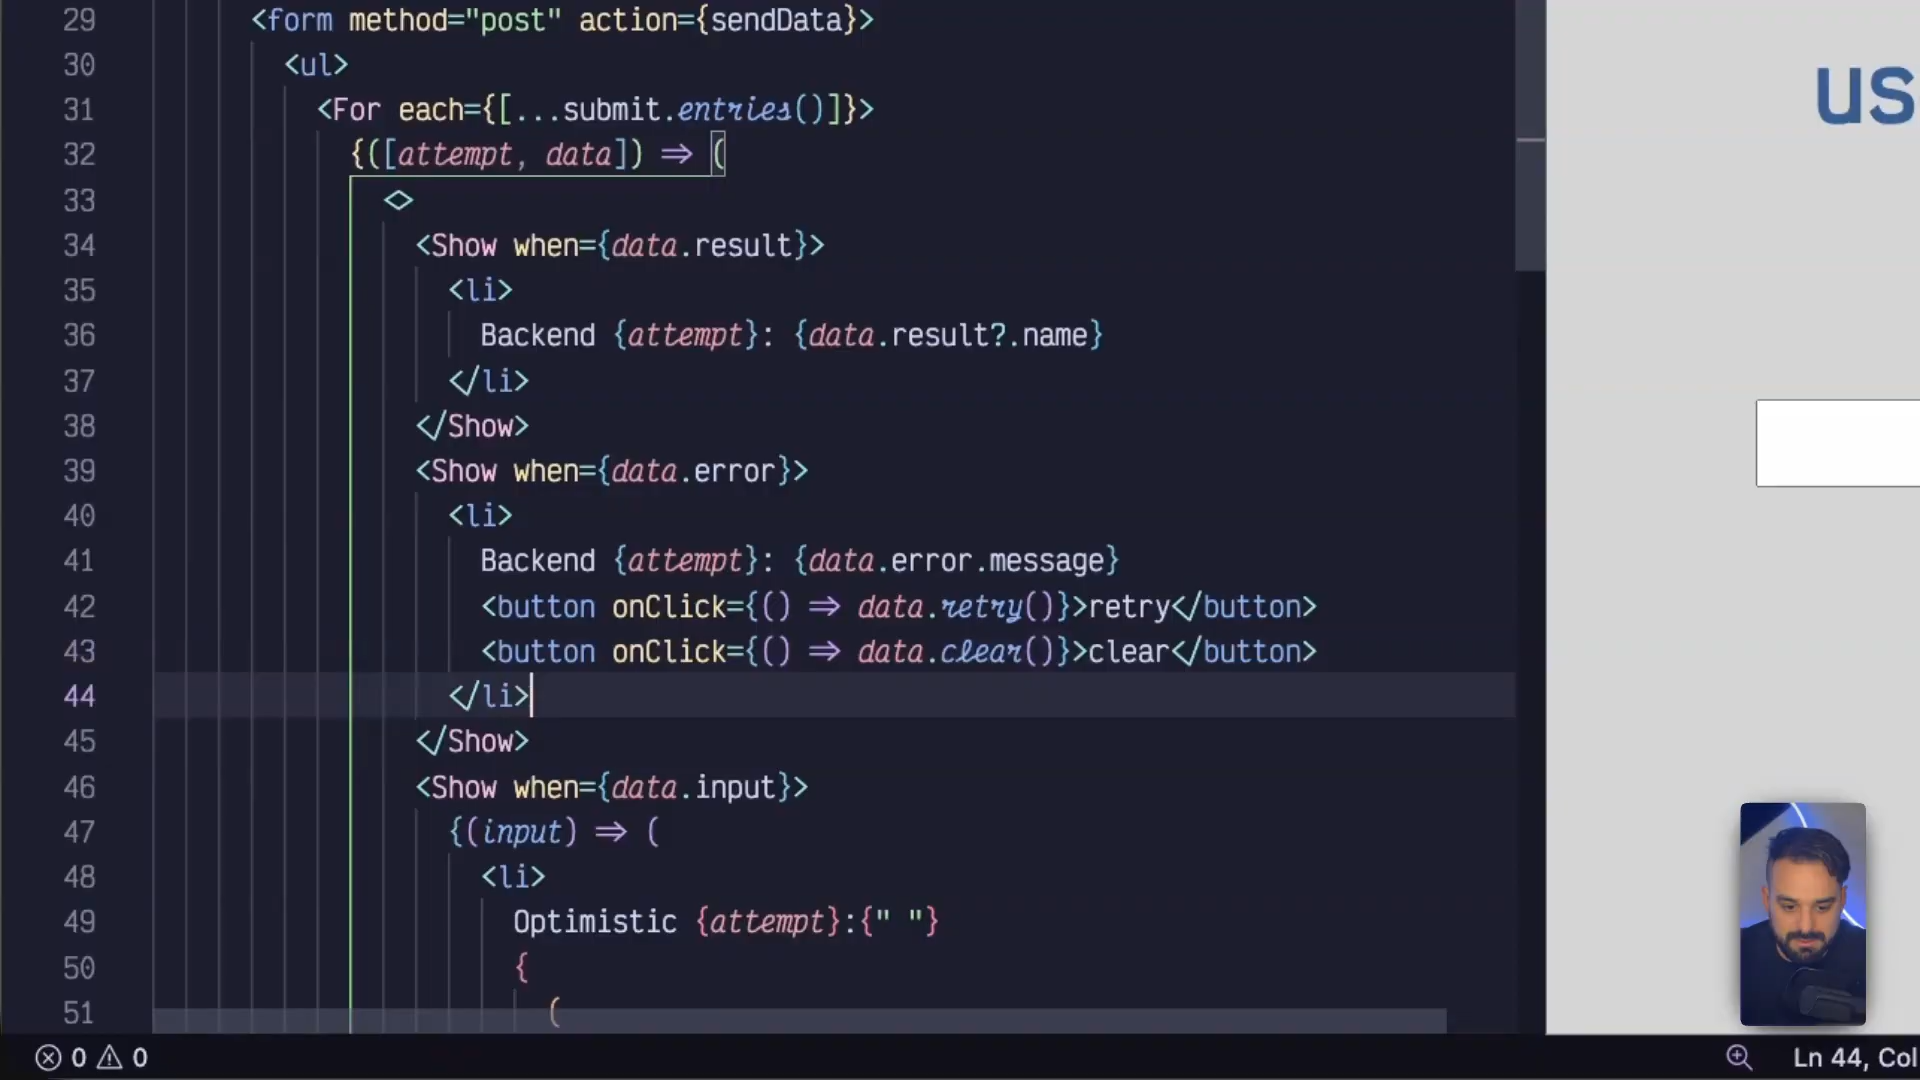 29 <form method="post" action={sendData}>
30 <ul>
31 <For each={[...submit.entries()]}>
32 {([attempt, data]) => (
33 <>
34 <Show when={data.result}>
35 <li>
36 Backend {attempt}: {data.result?.name}
37 </li>
38 </Show>
39 <Show when={data.error}>
40 <li>
41 Backend {attempt}: {data.error.message}
42 <button onClick={() => data.retry()}>retry</button>
43 <button onClick={() => data.clear()}>clear</button>
44 </li>
45 </Show>
46 <Show when={data.input}>
47 {(input) => (
48 <li>
49 Optimistic {attempt}:{" "}
50 {
51 (
US
0 0
Ln 44, Col